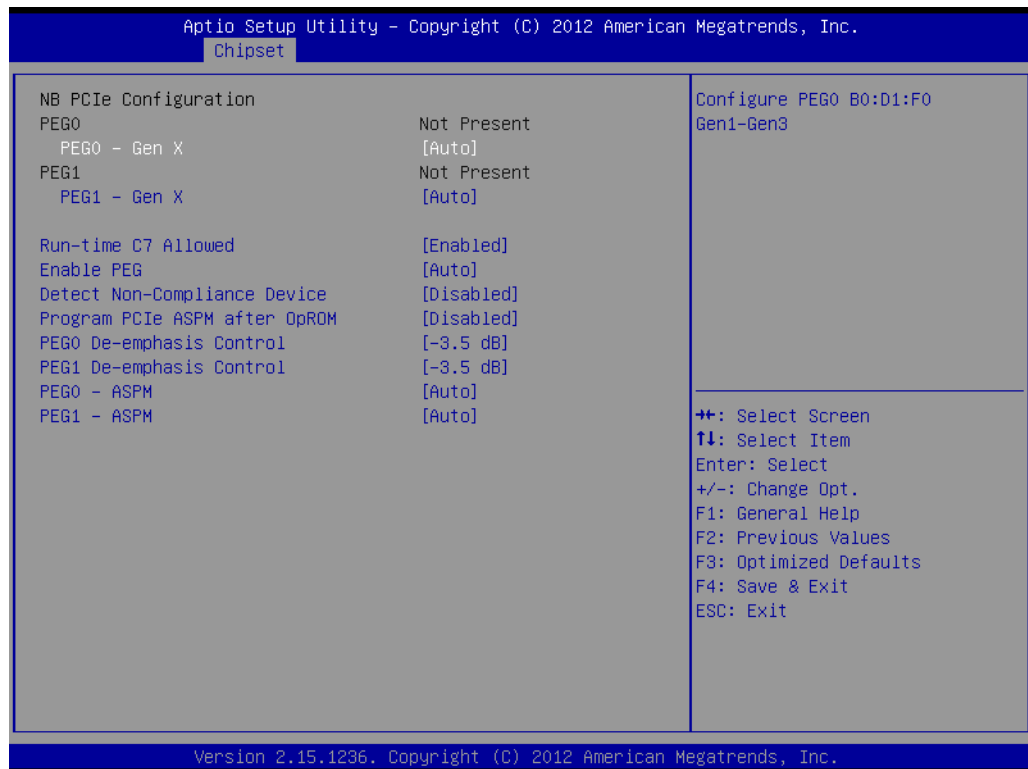 Aptio Setup Utility – Copyright (C) 2012 American Megatrends, Inc.
Chipset
NB PCIe Configuration
PEG0 Not Present
PEG0 – Gen X [Auto]
PEG1 Not Present
PEG1 – Gen X [Auto]
Run–time C7 Allowed [Enabled]
Enable PEG [Auto]
Detect Non–Compliance Device [Disabled]
Program PCIe ASPM after OpROM [Disabled]
PEG0 De–emphasis Control [–3.5 dB]
PEG1 De–emphasis Control [–3.5 dB]
PEG0 – ASPM [Auto]
PEG1 – ASPM [Auto]
Configure PEG0 B0:D1:F0
Gen1–Gen3
→←: Select Screen
↑↓: Select Item
Enter: Select
+/–: Change Opt.
F1: General Help
F2: Previous Values
F3: Optimized Defaults
F4: Save & Exit
ESC: Exit
Version 2.15.1236. Copyright (C) 2012 American Megatrends, Inc.